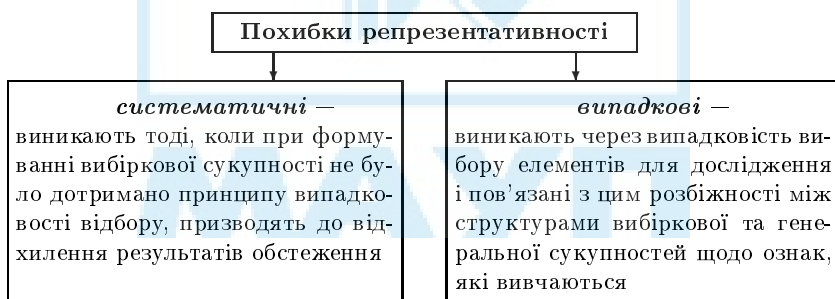 Похибки репрезентативності
систематичні —
виникають тоді, коли при форму-
ванні вибіркової сукупності не бу-
ло дотримано принципу випадко-
вості відбору, призводять до від-
хилення результатів обстеження
випадкові —
виникають через випадковість ви-
бору елементів для дослідження
і пов'язані з цим розбіжності між
структурами вибіркової та гене-
ральної сукупностей щодо ознак,
які вивчаються
МАУП